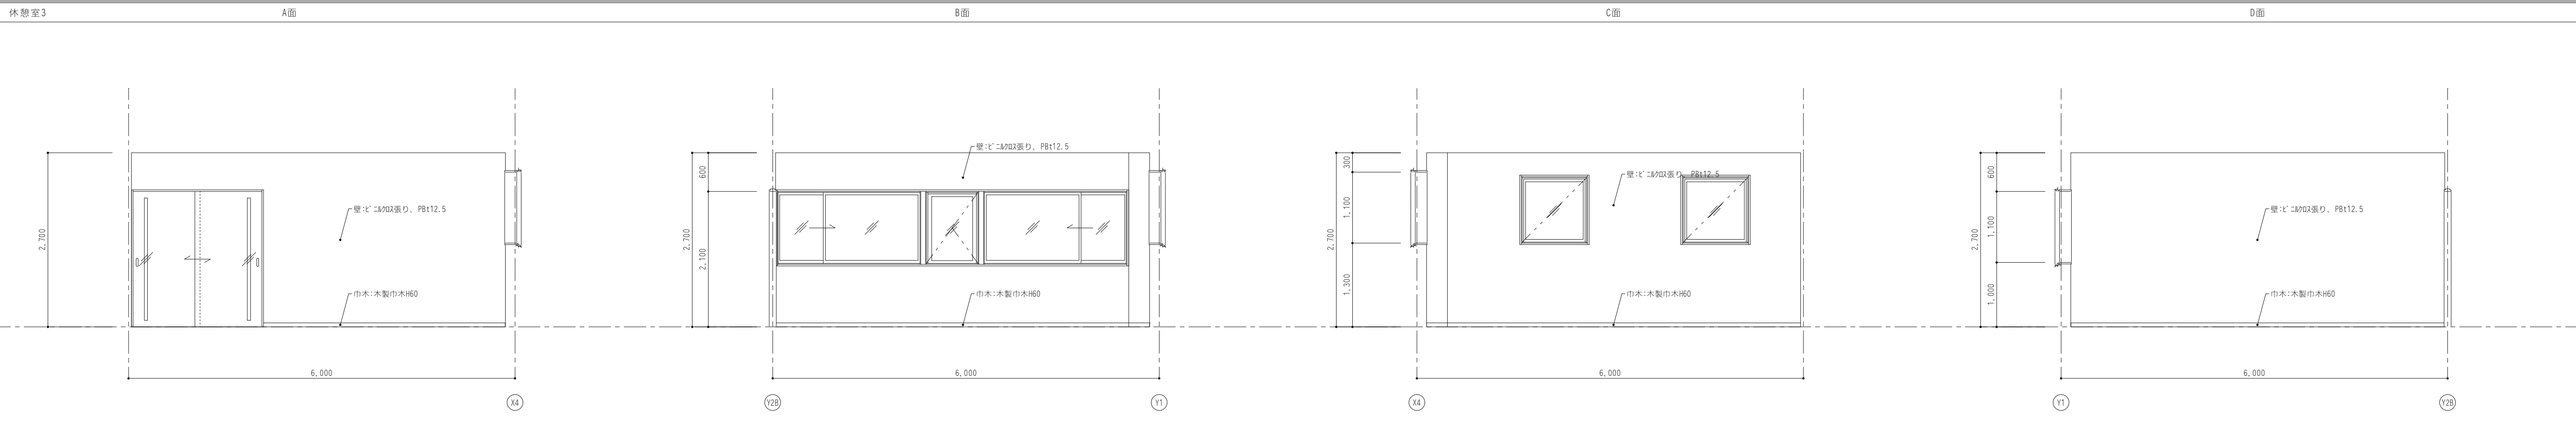 休憩室3
A面
B面
C面
D面
2,700
壁:ビニルクロス張り、PBt12.5
巾木:木製巾木H60
6,000
X4
2,700
600
2,100
壁:ビニルクロス張り、PBt12.5
巾木:木製巾木H60
6,000
Y2B
Y1
2,700
300
1,100
1,300
壁:ビニルクロス張り、PBt12.5
巾木:木製巾木H60
6,000
X4
2,700
600
1,100
1,000
壁:ビニルクロス張り、PBt12.5
巾木:木製巾木H60
6,000
Y1
Y2B